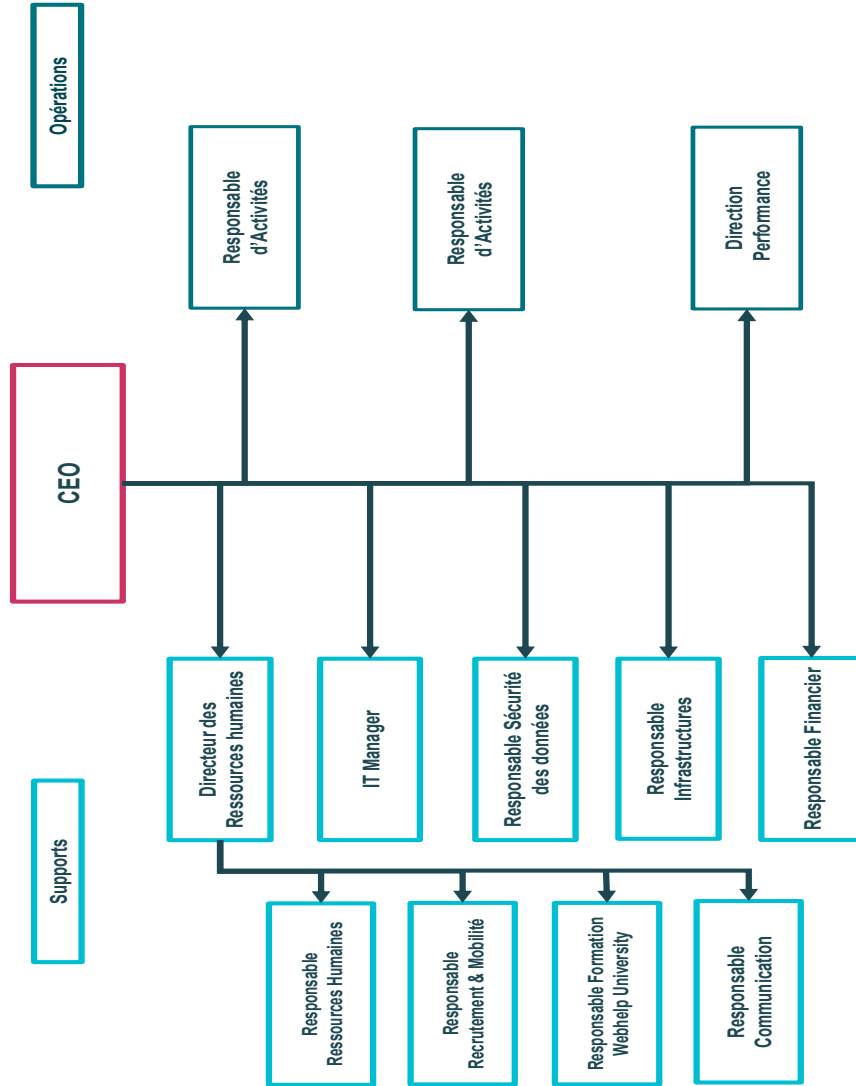 CEO
Supports
Opérations
Directeur des
Ressources humaines
IT Manager
Responsable Sécurité
des données
Responsable
Infrastructures
Responsable Financier
Responsable
Ressources Humaines
Responsable
Recrutement & Mobilité
Responsable Formation
Webhelp University
Responsable
Communication
Responsable
d'Activités
Responsable
d'Activités
Direction
Performance